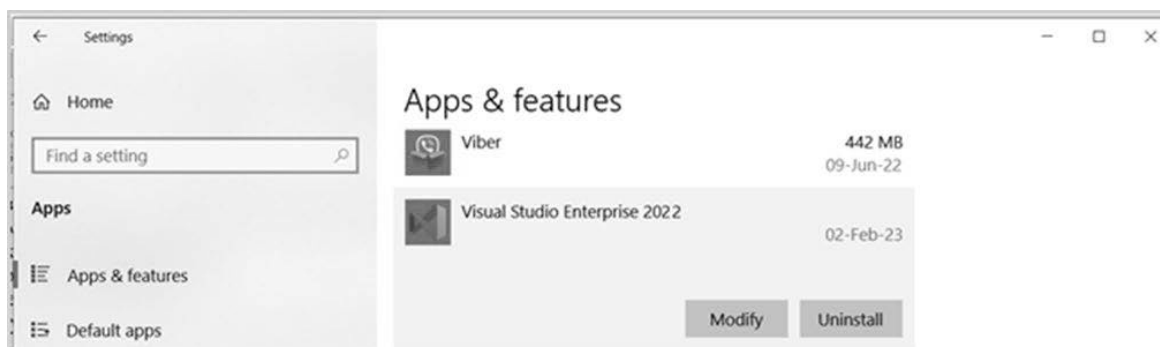 Settings
Home
Find a setting
Apps
Apps & features
Default apps
Apps & features
Viber
442 MB
09-Jun-22
Visual Studio Enterprise 2022
02-Feb-23
Modify
Uninstall